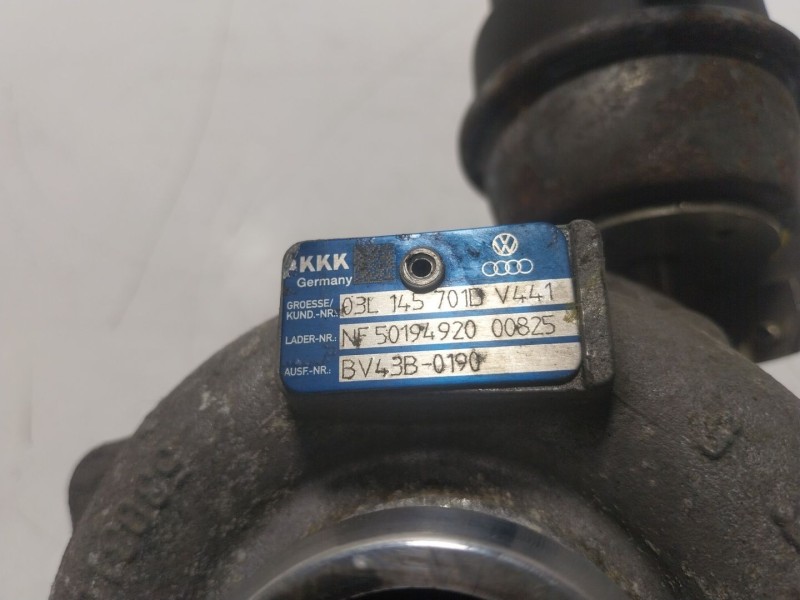 KKK
Germany
GROESSE/
KUND.-NR.: 03L 145 701D V441
LADER-NR.: NF 50194920 00825
AUSF.-NR.: BV43B-0190